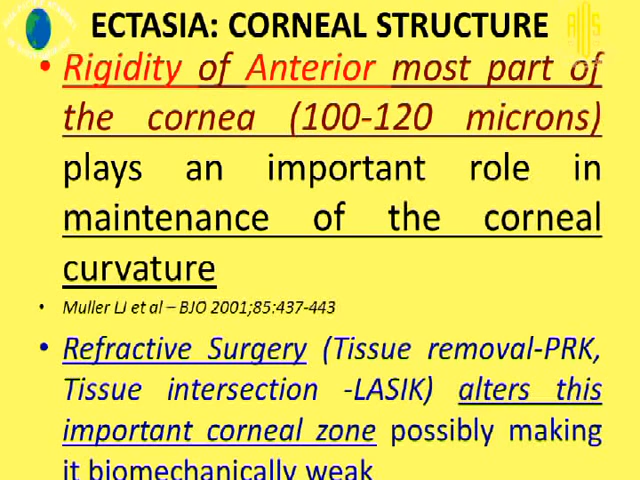 ECTASIA: CORNEAL STRUCTURE
• Rigidity of Anterior most part of
the cornea (100-120 microns)
plays an important role in
maintenance of the corneal
curvature
• Muller LJ et al – BJO 2001;85:437-443
• Refractive Surgery (Tissue removal-PRK,
Tissue intersection -LASIK) alters this
important corneal zone possibly making
it biomechanically weak